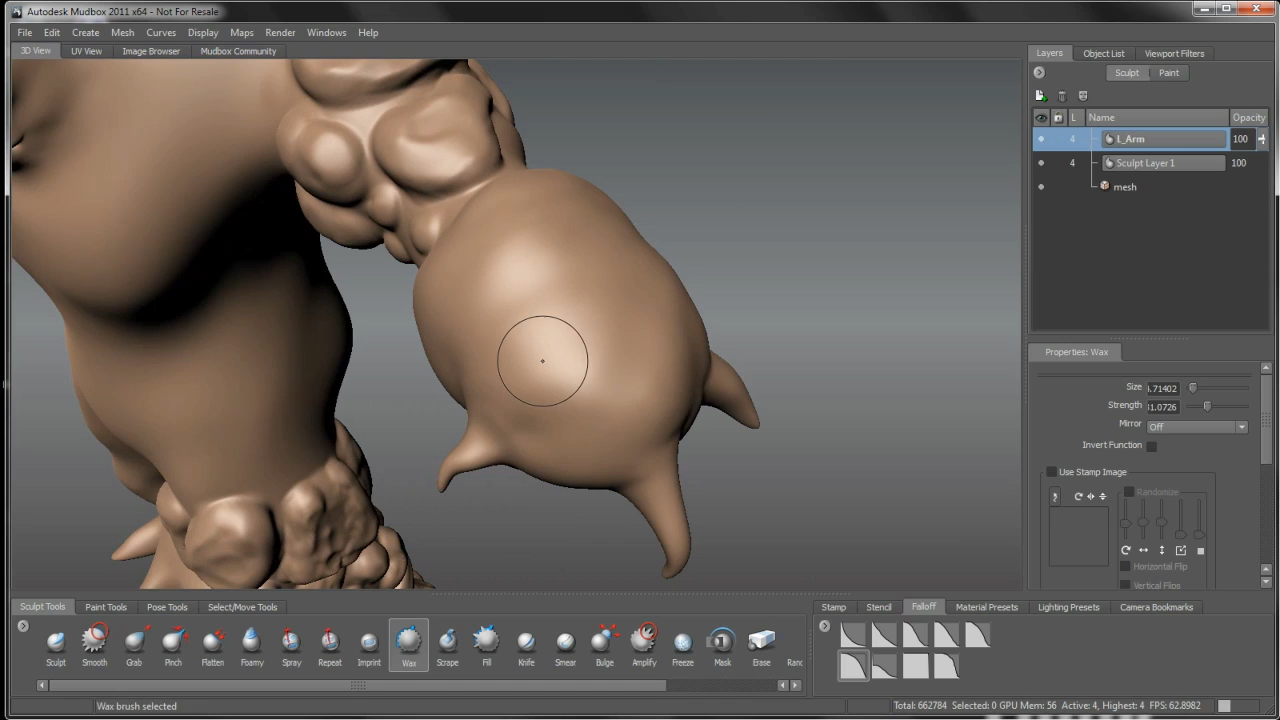 Autodesk Mudbox 2011 x64 - Not For Resale
File Edit Create Mesh Curves Display Maps Render Windows Help
3D View UV View Image Browser Mudbox Community
Layers Object List Viewport Filters
Sculpt Paint
L Name Opacity
4 L_Arm 100
4 Sculpt Layer 1 100
mesh
Properties: Wax
Size .71402
Strength 31.0726
Mirror Off
Invert Function
Use Stamp Image
Randomize
Horizontal Flip
Vertical Flips
Sculpt Tools Paint Tools Pose Tools Select/Move Tools
Stamp Stencil Falloff Material Presets Lighting Presets Camera Bookmarks
Sculpt Smooth Grab Pinch Flatten Foamy Spray Repeat Imprint Wax Scrape Fill Knife Smear Bulge Amplify Freeze Mask Erase Ranc
Wax brush selected
Total: 662784 Selected: 0 GPU Mem: 56 Active: 4, Highest: 4 FPS: 62.8982